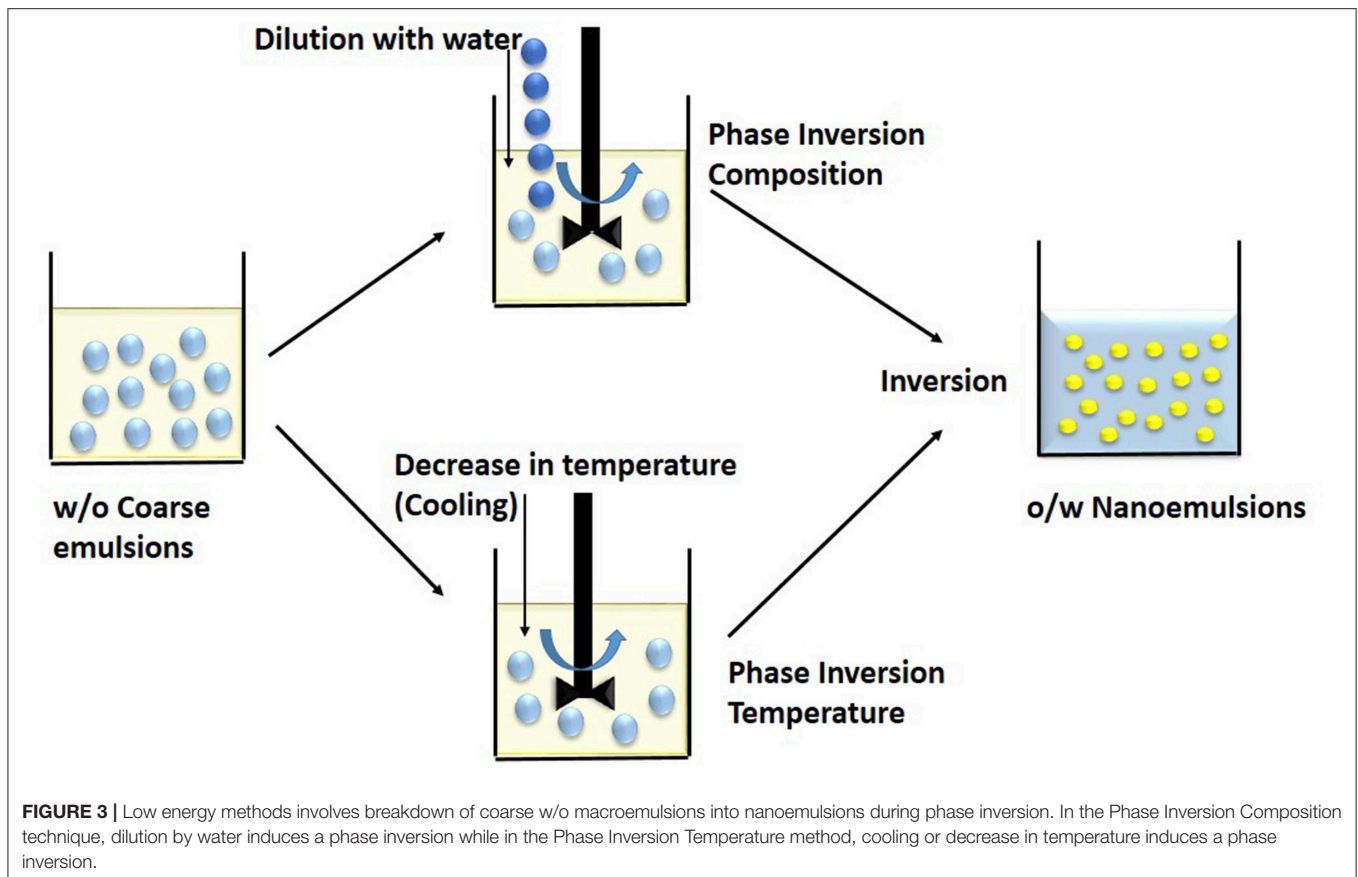 Dilution with water
Phase Inversion
Composition
Inversion
w/o Coarse
emulsions
Decrease in temperature
(Cooling)
o/w Nanoemulsions
Phase Inversion
Temperature
FIGURE 3 | Low energy methods involves breakdown of coarse w/o macroemulsions into nanoemulsions during phase inversion. In the Phase Inversion Composition
technique, dilution by water induces a phase inversion while in the Phase Inversion Temperature method, cooling or decrease in temperature induces a phase
inversion.